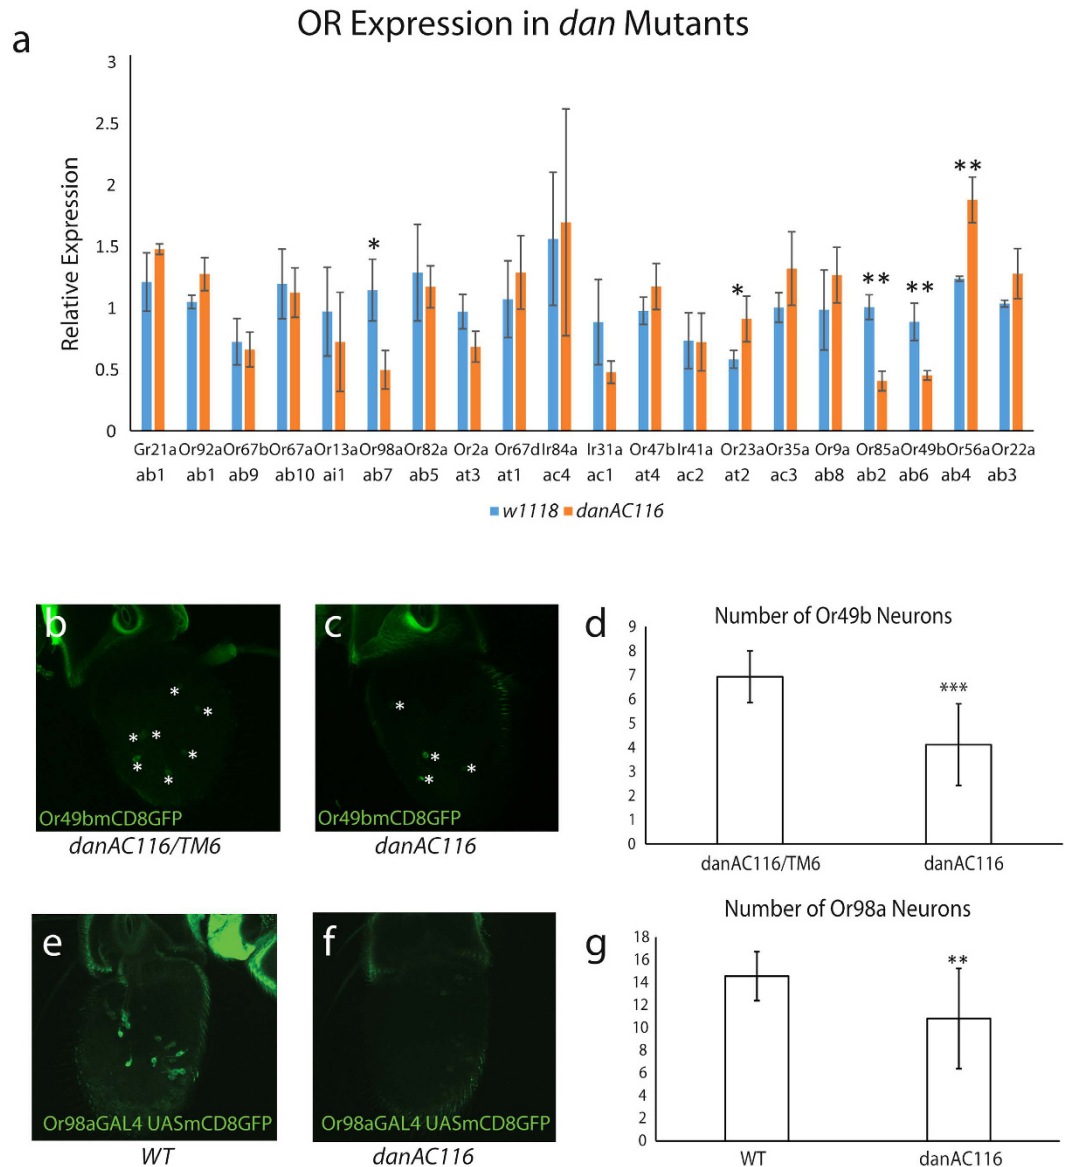 OR Expression in dan Mutants
a
3
2.5
2
1.5
1
0.5
0
Relative Expression
*
*
**
**
**
Gr21a Or92a Or67b Or67a Or13a Or98a Or82a Or2a Or67d Ir84a Ir31a Or47b Ir41a Or23a Or35a Or9a Or85a Or49b Or56a Or22a
ab1 ab1 ab9 ab10 ai1 ab7 ab5 at3 at1 ac4 ac1 at4 ac2 at2 ac3 ab8 ab2 ab6 ab4 ab3
w1118 danAC116
b
* * * * * * *
Or49bmCD8GFP
danAC116/TM6
c
* * * *
Or49bmCD8GFP
danAC116
d
Number of Or49b Neurons
9
8
7
6
5
4
3
2
1
0
***
danAC116/TM6 danAC116
e
Or98aGAL4 UASmCD8GFP
WT
f
Or98aGAL4 UASmCD8GFP
danAC116
g
Number of Or98a Neurons
18
16
14
12
10
8
6
4
2
0
**
WT danAC116